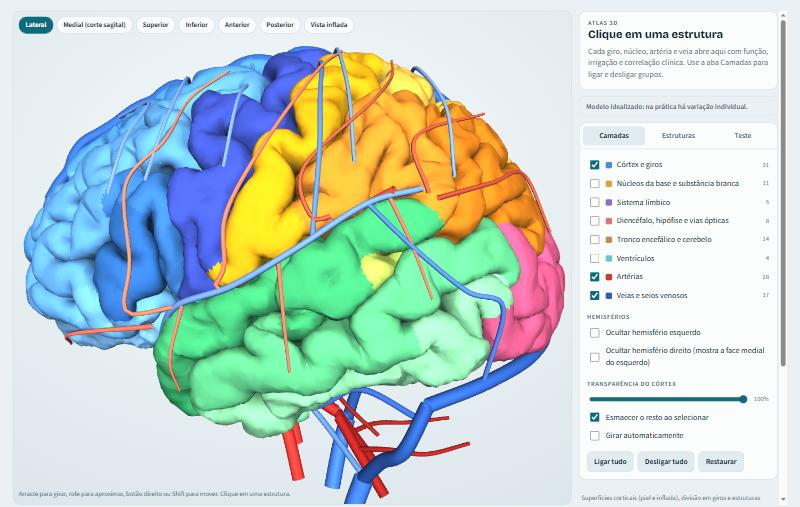 Lateral
Medial (corte sagital)
Superior
Inferior
Anterior
Posterior
Vista inflada
ATLAS 3D
Clique em uma estrutura
Cada giro, núcleo, artéria e veia abre aqui com função,
irrigação e correlação clínica. Use a aba Camadas para
ligar e desligar grupos.
Modelo idealizado: na prática há variação individual.
Camadas
Estruturas
Teste
Córtex e giros 31
Núcleos da base e substância branca 11
Sistema límbico 5
Diencéfalo, hipófise e vias ópticas 8
Tronco encefálico e cerebelo 14
Ventrículos 4
Artérias 28
Veias e seios venosos 17
HEMISFÉRIOS
Ocultar hemisfério esquerdo
Ocultar hemisfério direito (mostra a face medial
do esquerdo)
TRANSPARÊNCIA DO CÓRTEX
100%
Esmaecer o resto ao selecionar
Girar automaticamente
Ligar tudo
Desligar tudo
Restaurar
Arraste para girar, role para aproximar, botão direito ou Shift para mover. Clique em uma estrutura.
Superfícies corticais (pial e inflada), divisão em giros e estruturas